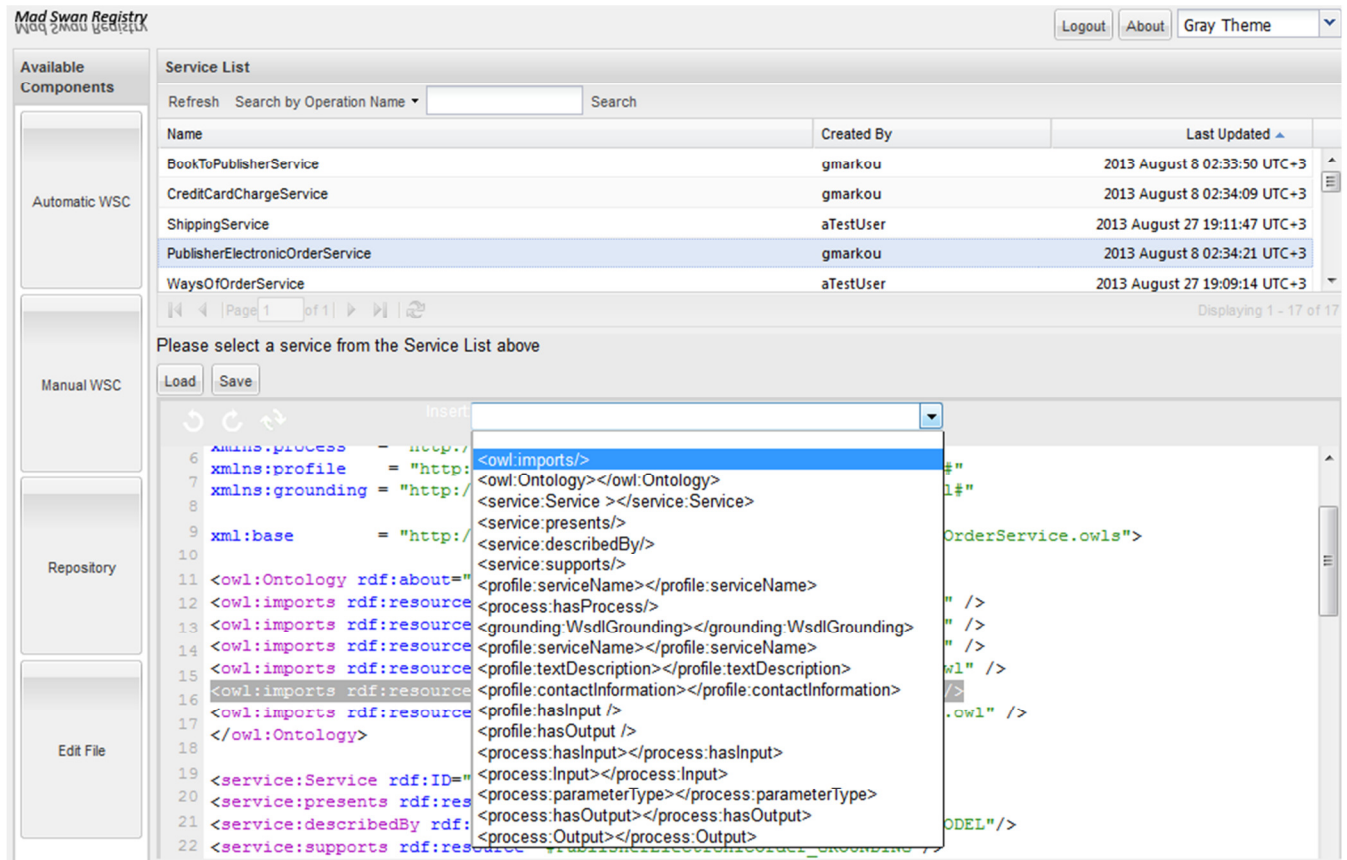 Mad Swan Registry
Logout About Gray Theme
Available
Components
Automatic WSC
Manual WSC
Repository
Edit File
Service List
Refresh Search by Operation Name Search
Name Created By Last Updated
BookToPublisherService gmarkou 2013 August 8 02:33:50 UTC+3
CreditCardChargeService gmarkou 2013 August 8 02:34:09 UTC+3
ShippingService aTestUser 2013 August 27 19:11:47 UTC+3
PublisherElectronicOrderService gmarkou 2013 August 8 02:34:21 UTC+3
WaysOfOrderService aTestUser 2013 August 27 19:09:14 UTC+3
Page 1 of 1 Displaying 1 - 17 of 17
Please select a service from the Service List above
Load Save
Insert:
<owl:imports/>
<owl:Ontology></owl:Ontology>
<service:Service ></service:Service>
<service:presents/>
<service:describedBy/>
<service:supports/>
<profile:serviceName></profile:serviceName>
<process:hasProcess/>
<grounding:WsdlGrounding></grounding:WsdlGrounding>
<profile:serviceName></profile:serviceName>
<profile:textDescription></profile:textDescription>
<profile:contactInformation></profile:contactInformation>
<profile:hasInput />
<profile:hasOutput />
<process:hasInput></process:hasInput>
<process:Input></process:Input>
<process:parameterType></process:parameterType>
<process:hasOutput></process:hasOutput>
<process:Output></process:Output>
6 xmlns:process = "http:/
7 xmlns:profile = "http: #"
8 xmlns:grounding = "http:/ l#"
9 xml:base = "http:/ OrderService.owls">
10
11 <owl:Ontology rdf:about="
12 <owl:imports rdf:resource " />
13 <owl:imports rdf:resource " />
14 <owl:imports rdf:resource " />
15 <owl:imports rdf:resource wl" />
16 <owl:imports rdf:resource />
17 <owl:imports rdf:resource .owl" />
18 </owl:Ontology>
19 <service:Service rdf:ID="
20 <service:presents rdf:res
21 <service:describedBy rdf: ODEL"/>
22 <service:supports rdf:resource